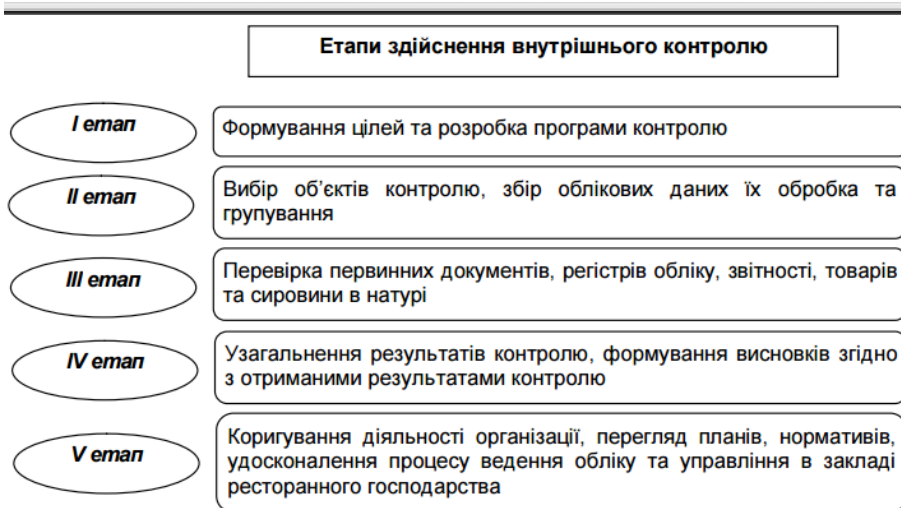 Етапи здійснення внутрішнього контролю
І етап
Формування цілей та розробка програми контролю
ІІ етап
Вибір об’єктів контролю, збір облікових даних їх обробка та
групування
ІІІ етап
Перевірка первинних документів, регістрів обліку, звітності, товарів
та сировини в натурі
ІV етап
Узагальнення результатів контролю, формування висновків згідно
з отриманими результатами контролю
V етап
Коригування діяльності організації, перегляд планів, нормативів,
удосконалення процесу ведення обліку та управління в закладі
ресторанного господарства